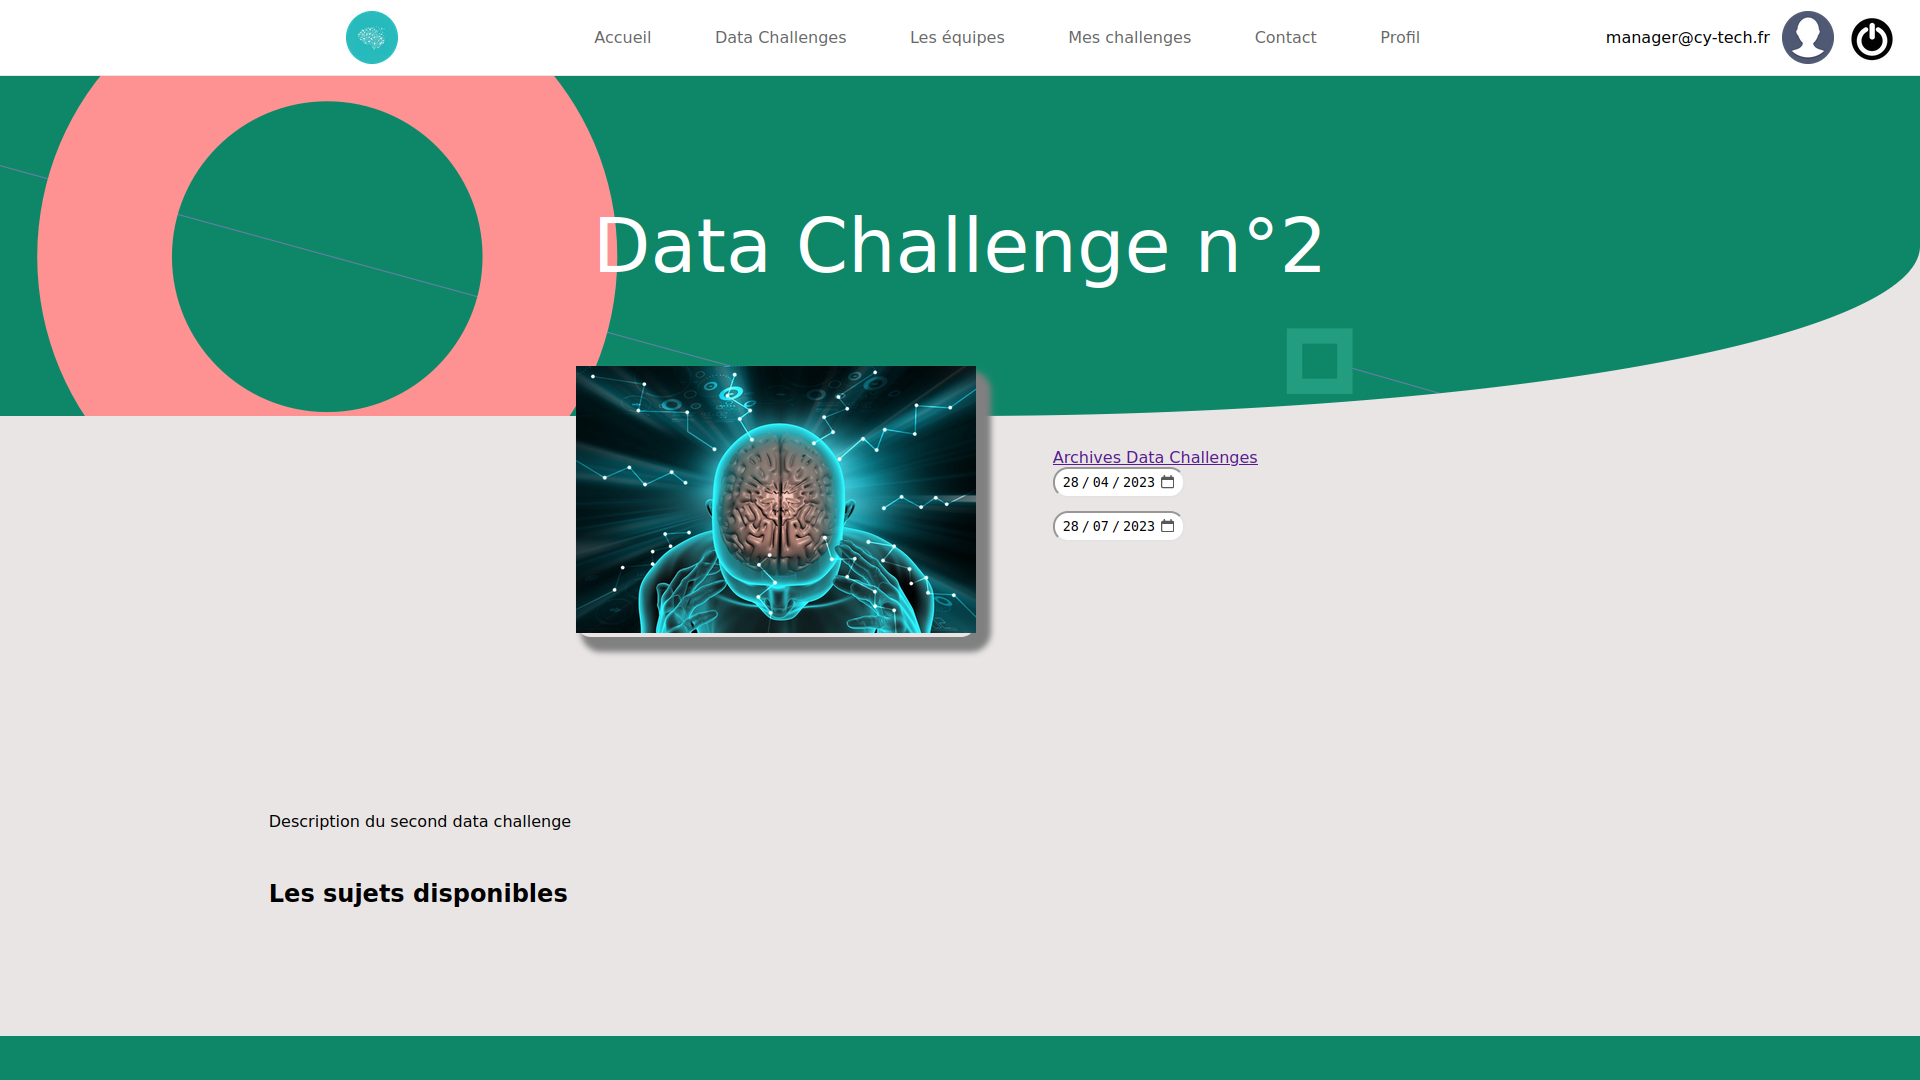 Accueil
Data Challenges
Les équipes
Mes challenges
Contact
Profil
manager@cy-tech.fr
Data Challenge n°2
Archives Data Challenges
28/04/2023
28/07/2023
Description du second data challenge
Les sujets disponibles